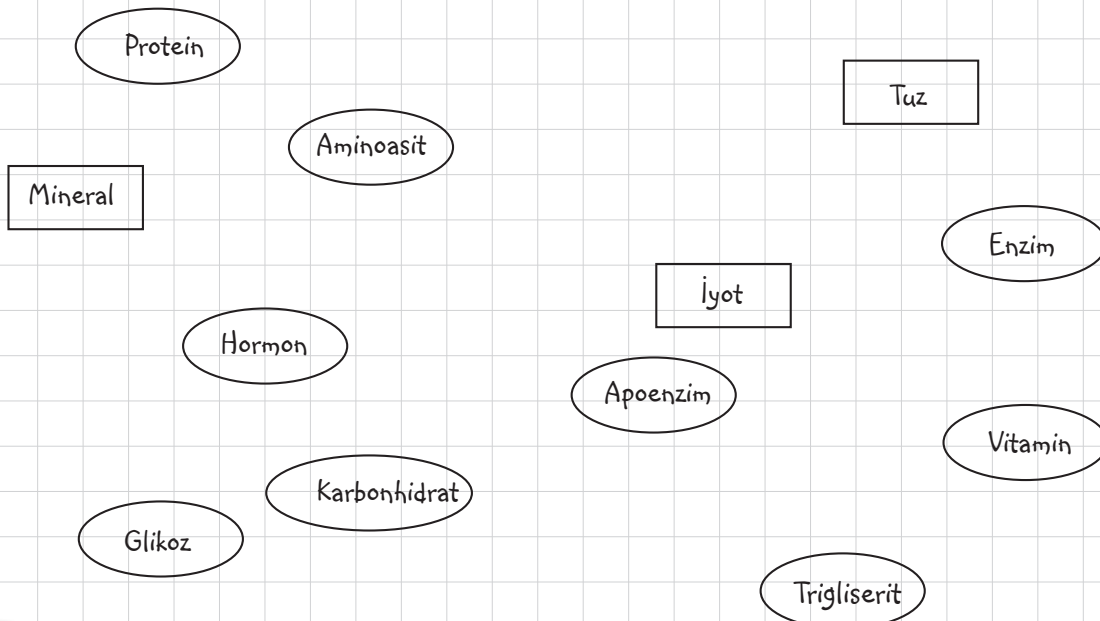 Protein
Tuz
Aminoasit
Mineral
Enzim
İyot
Hormon
Apoenzim
Vitamin
Karbonhidrat
Glikoz
Trigliserit